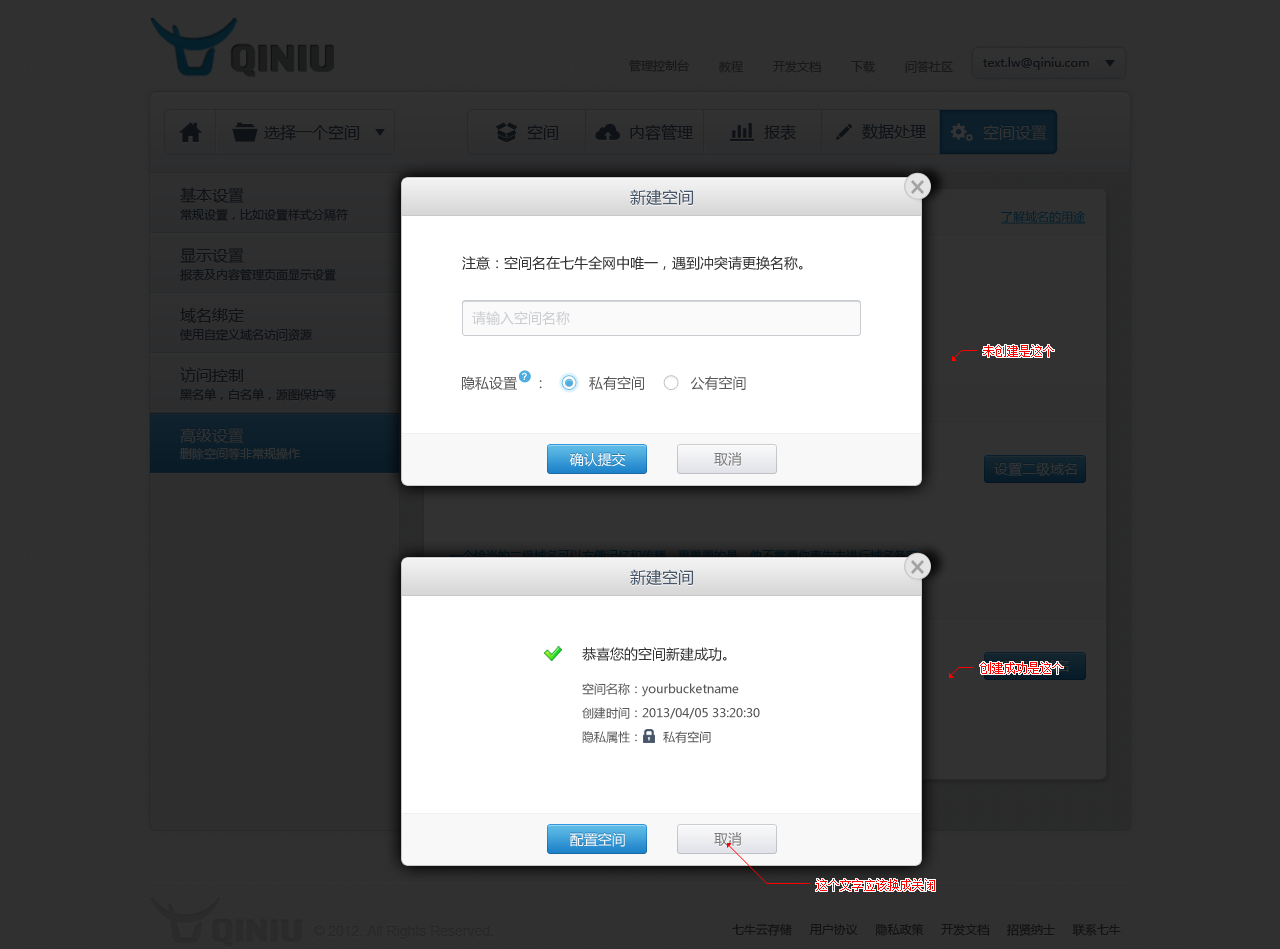 QINIU
管理控制台 教程 开发文档 下载 问答社区 text.lw@qiniu.com
选择一个空间 空间 内容管理 报表 数据处理 空间设置
基本设置
常规设置，比如设置样式分隔符
显示设置
报表及内容管理页面显示设置
域名绑定
使用自定义域名访问资源
访问控制
黑名单，白名单，源图保护等
高级设置
删除空间等非常规操作
了解域名的用途
新建空间
注意：空间名在七牛全网中唯一，遇到冲突请更换名称。
请输入空间名称
隐私设置 ? ： 私有空间 公有空间
确认提交 取消
未创建是这个
设置二级域名
新建空间
恭喜您的空间新建成功。
空间名称：yourbucketname
创建时间：2013/04/05 33:20:30
隐私属性： 私有空间
创建成功是这个
配置空间 取消
这个文字应该换成关闭
QINIU © 2012. All Rights Reserved.
七牛云存储 用户协议 隐私政策 开发文档 招贤纳士 联系七牛